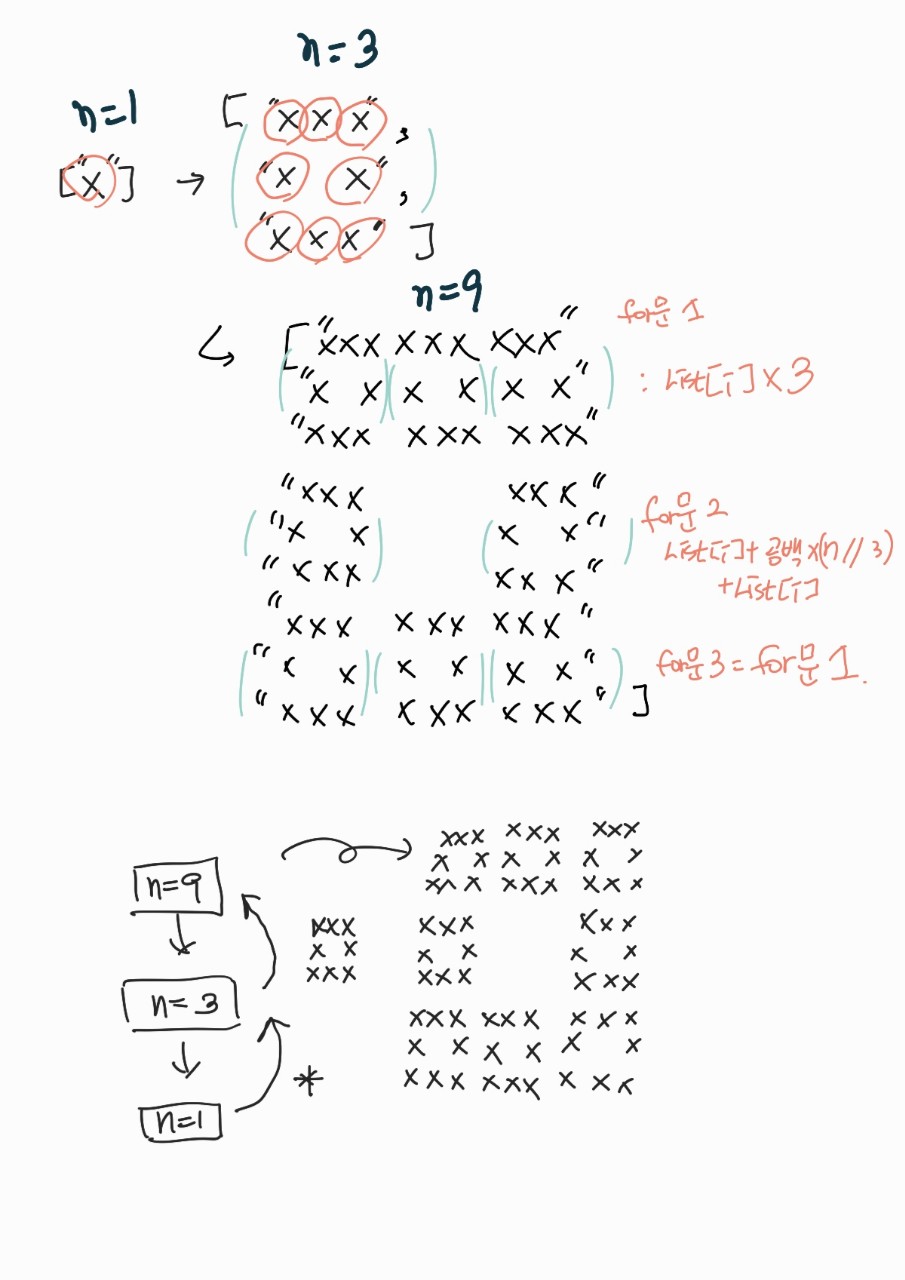 n=3
n=1
["x x x",
["x"] → "x x",
"x x x"]
n=9
["xxx xxx xxx" for문 1
"x x x x x x" : List[i] x 3
"xxx xxx xxx"
"xxx xxx"
"x x x x" for문 2
List[i] + 공백 x (n // 3)
"xxx xxx"
+ List[i]
"xxx xxx xxx"
"x x x x x x" for문 3 = for문 1.
"xxx xxx xxx"]
xxx xxx xxx
n=9 x x x x x x
xxx xxx xxx
xxx xxx xxx
x x x x x x
xxx xxx xxx
n=3
xxx xxx xxx
x x x x x x
xxx xxx xxx
*
n=1